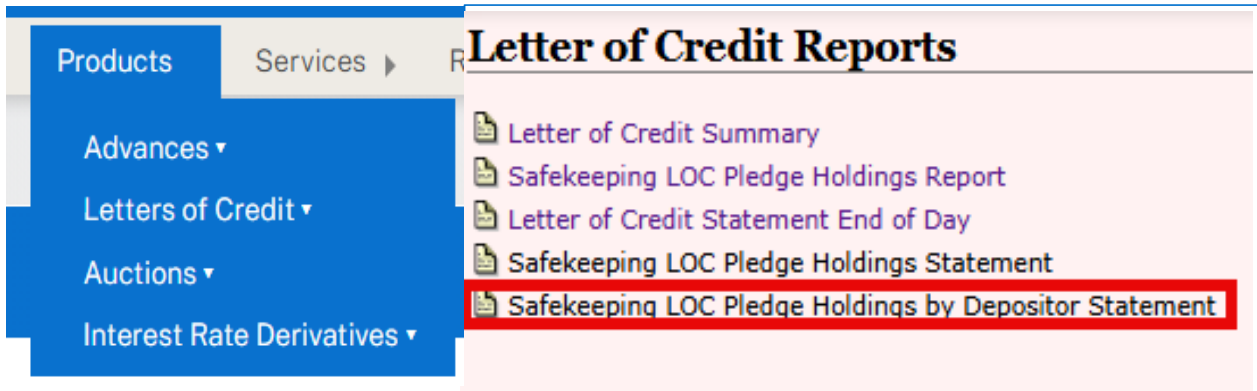 Products
Services
R
Advances
Letters of Credit
Auctions
Interest Rate Derivatives
Letter of Credit Reports
Letter of Credit Summary
Safekeeping LOC Pledge Holdings Report
Letter of Credit Statement End of Day
Safekeeping LOC Pledge Holdings Statement
Safekeeping LOC Pledge Holdings by Depositor Statement